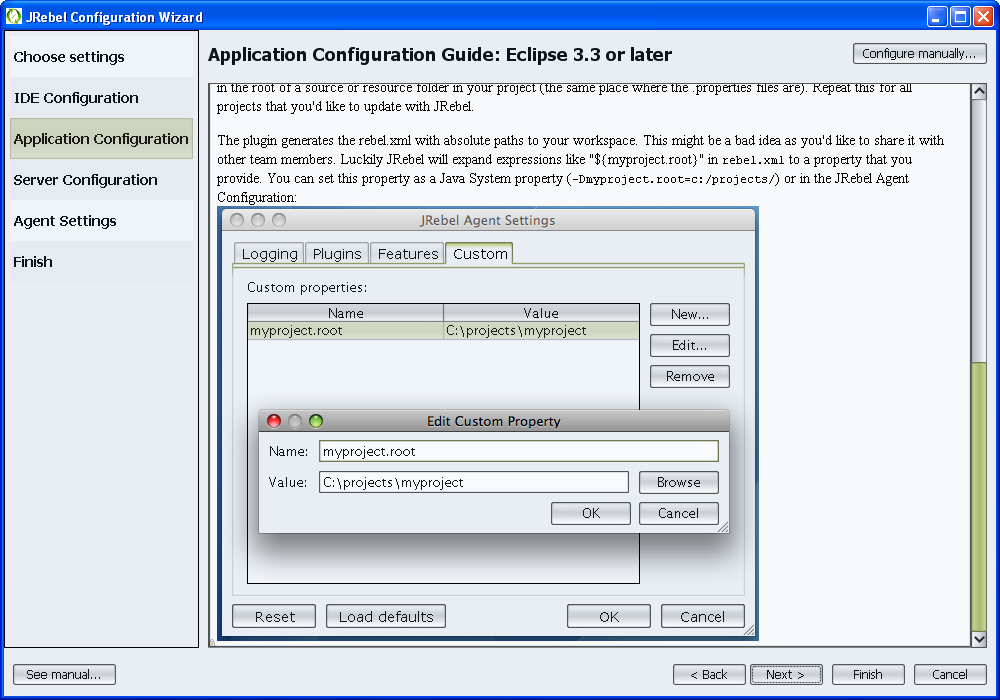 JRebel Configuration Wizard
Choose settings
IDE Configuration
Application Configuration
Server Configuration
Agent Settings
Finish
Application Configuration Guide: Eclipse 3.3 or later
Configure manually...
in the root of a source or resource folder in your project (the same place where the .properties files are). Repeat this for all
projects that you'd like to update with JRebel.
The plugin generates the rebel.xml with absolute paths to your workspace. This might be a bad idea as you'd like to share it with
other team members. Luckily JRebel will expand expressions like "${myproject.root}" in rebel.xml to a property that you
provide. You can set this property as a Java System property (-Dmyproject.root=c:/projects/) or in the JRebel Agent
Configuration:
JRebel Agent Settings
Logging Plugins Features Custom
Custom properties:
Name Value
myproject.root C:\projects\myproject
New...
Edit...
Remove
Edit Custom Property
Name: myproject.root
Value: C:\projects\myproject Browse
OK Cancel
Reset Load defaults OK Cancel
See manual... < Back Next > Finish Cancel